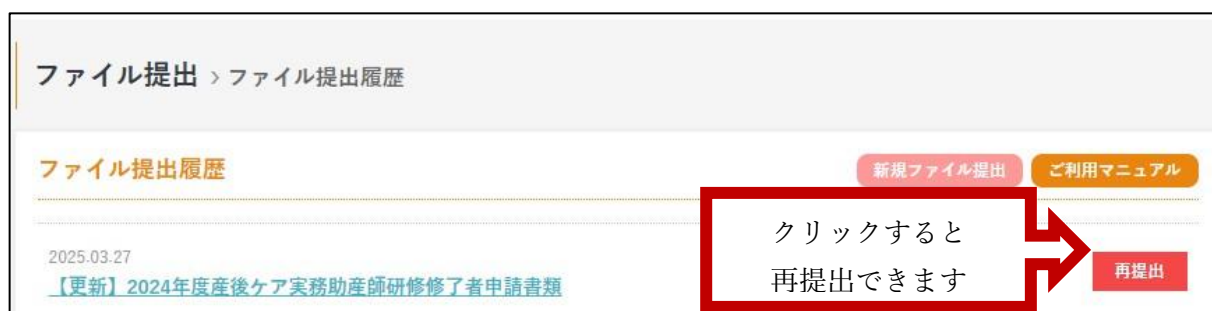 ファイル提出 › ファイル提出履歴
ファイル提出履歴
新規ファイル提出
ご利用マニュアル
クリックすると
再提出できます
2025.03.27
【更新】2024年度産後ケア実務助産師研修修了者申請書類
再提出